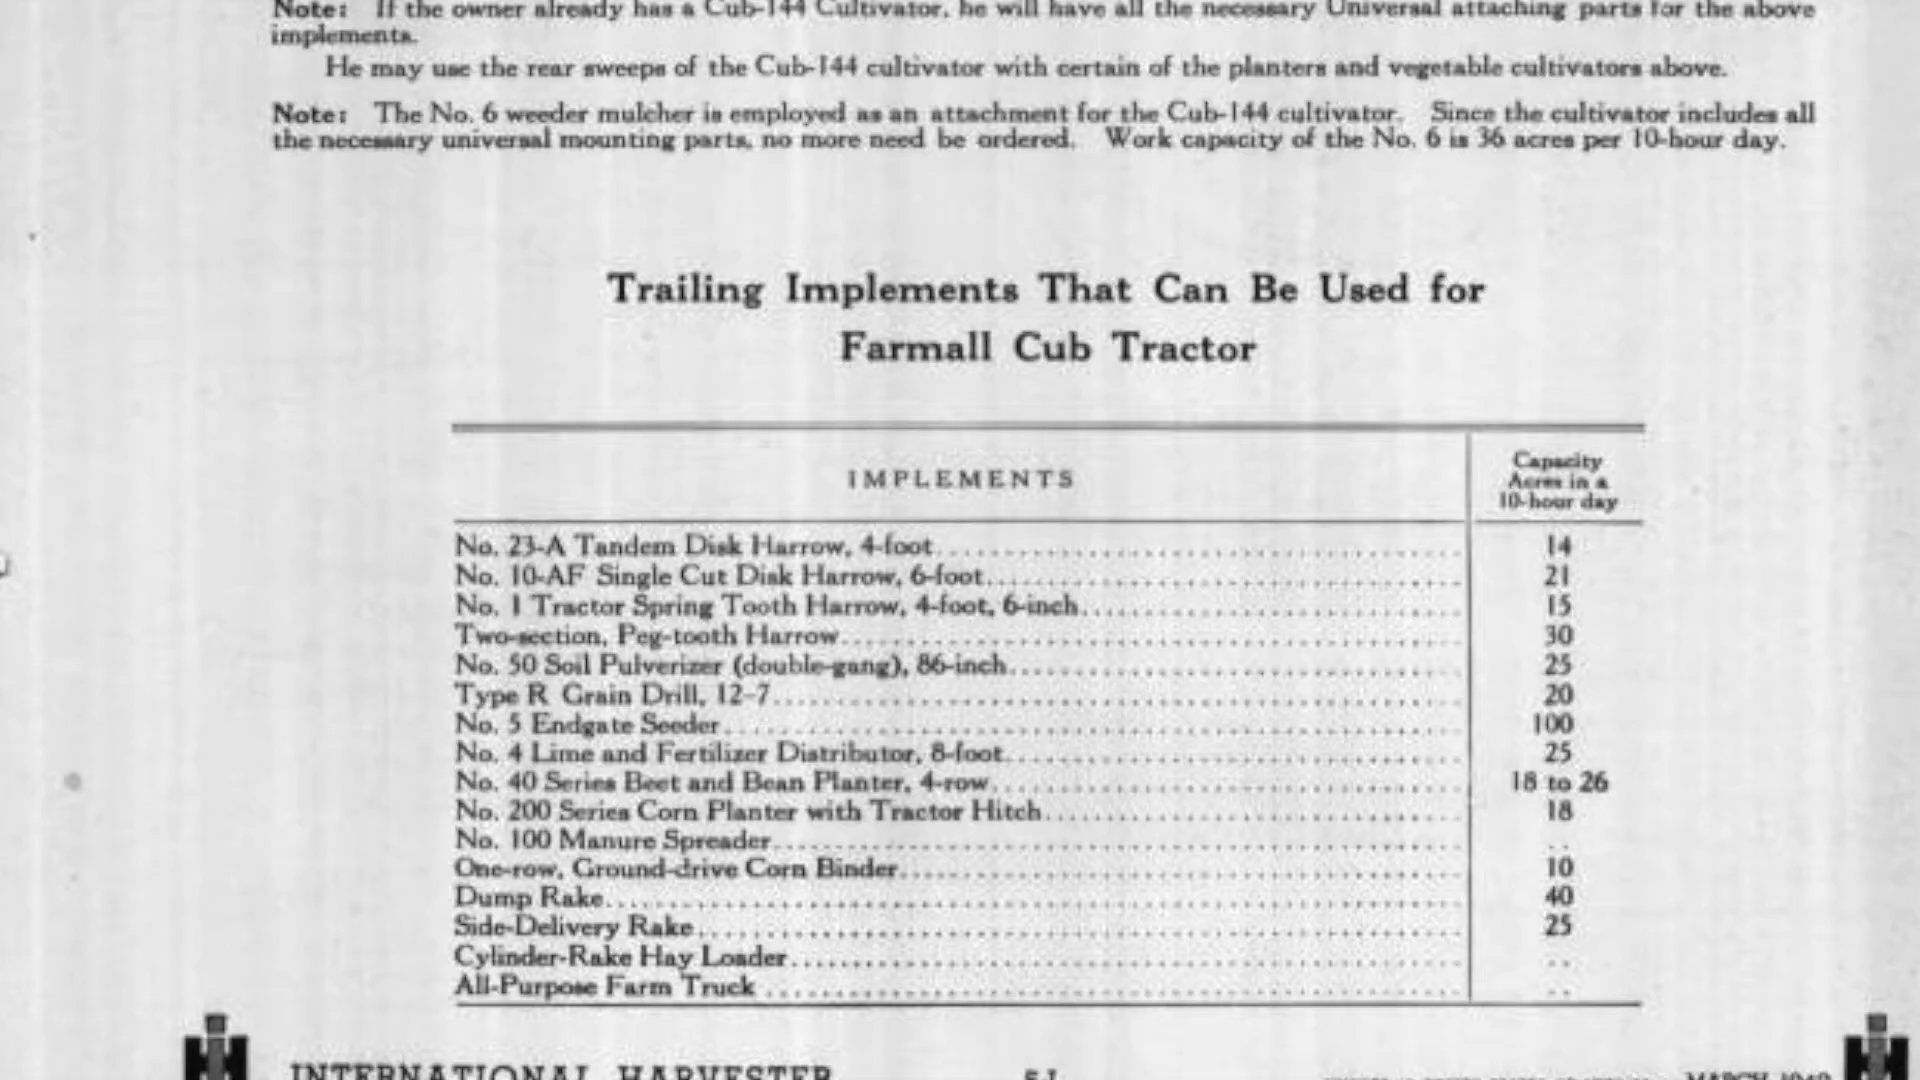 Note: If the owner already has a Cub-144 Cultivator, he will have all the necessary Universal attaching parts for the above
implements.
He may use the rear sweeps of the Cub-144 cultivator with certain of the planters and vegetable cultivators above.
Note: The No. 6 weeder mulcher is employed as an attachment for the Cub-144 cultivator. Since the cultivator includes all
the necessary universal mounting parts, no more need be ordered. Work capacity of the No. 6 is 36 acres per 10-hour day.
Trailing Implements That Can Be Used for
Farmall Cub Tractor
IMPLEMENTS
Capacity
Acres in a
10-hour day
No. 23-A Tandem Disk Harrow, 4-foot 14
No. 10-AF Single Cut Disk Harrow, 6-foot 21
No. 1 Tractor Spring Tooth Harrow, 4-foot, 6-inch 15
Two-section, Peg-tooth Harrow 30
No. 50 Soil Pulverizer (double-gang), 86-inch 25
Type R Grain Drill, 12-7 20
No. 5 Endgate Seeder 100
No. 4 Lime and Fertilizer Distributor, 8-foot 25
No. 40 Series Beet and Bean Planter, 4-row 18 to 26
No. 200 Series Corn Planter with Tractor Hitch 18
No. 100 Manure Spreader ..
One-row, Ground-drive Corn Binder 10
Dump Rake 40
Side-Delivery Rake 25
Cylinder-Rake Hay Loader ..
All-Purpose Farm Truck ..
INTERNATIONAL HARVESTER MARCH